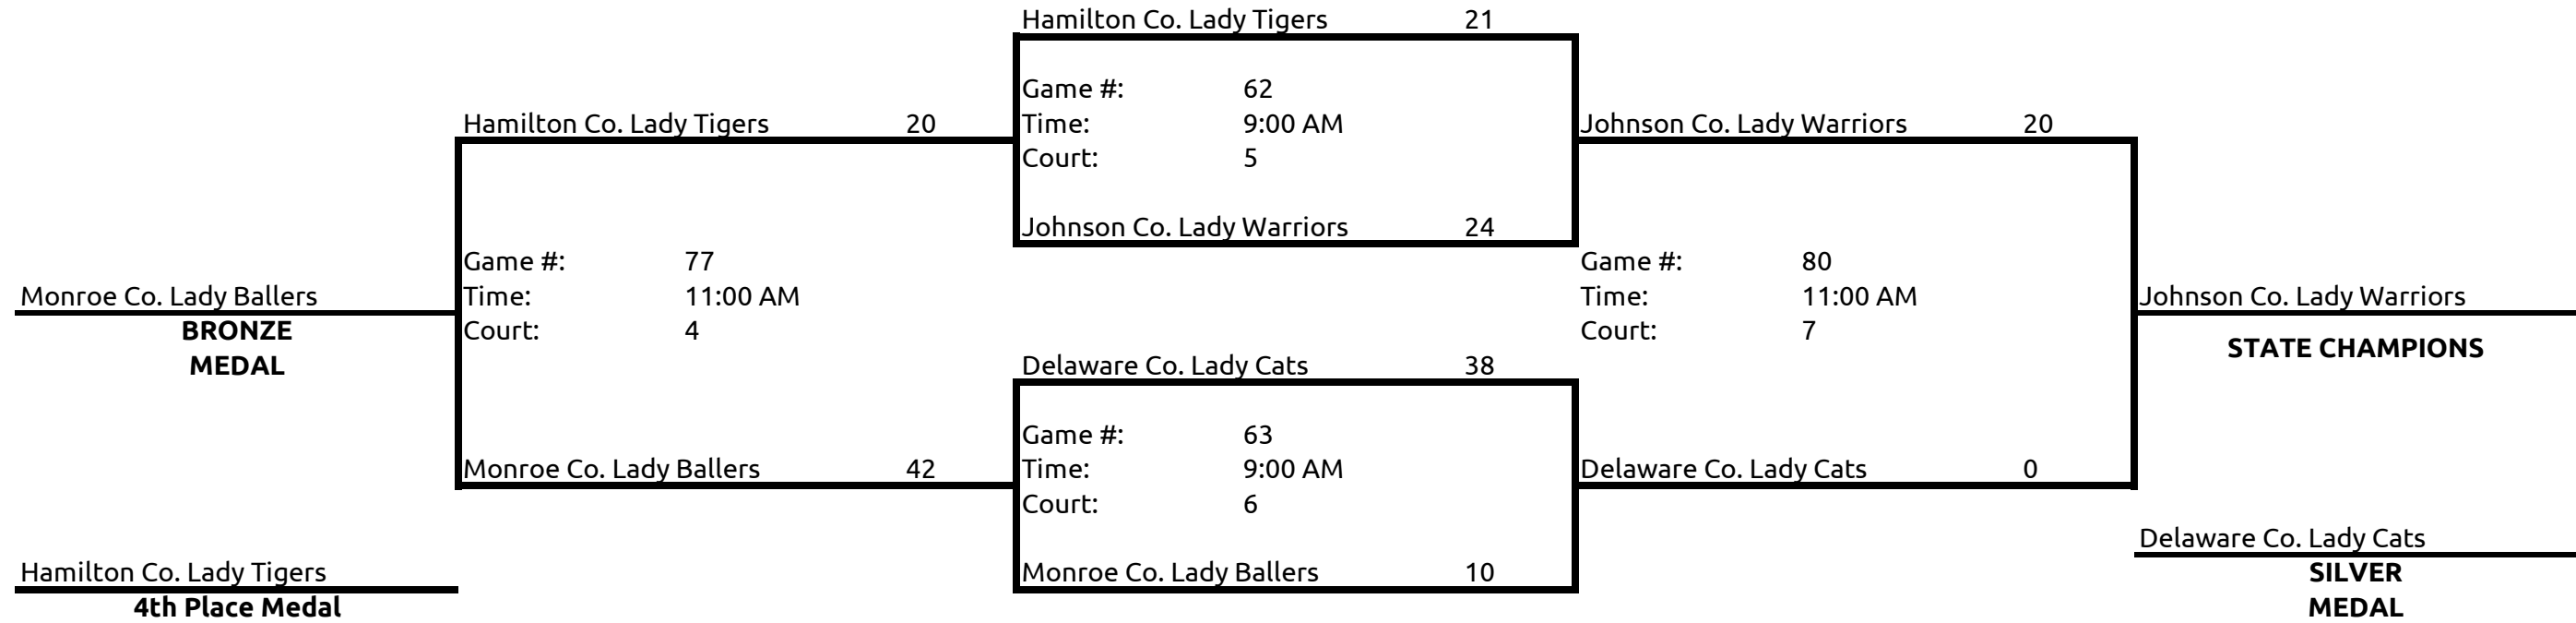 Hamilton Co. Lady Tigers 21
Game #: 62
Hamilton Co. Lady Tigers 20 Time: 9:00 AM Johnson Co. Lady Warriors 20
Court: 5
Johnson Co. Lady Warriors 24
Game #: 77 Game #: 80
Monroe Co. Lady Ballers Time: 11:00 AM Time: 11:00 AM Johnson Co. Lady Warriors
BRONZE Court: 4 Court: 7
STATE CHAMPIONS
MEDAL Delaware Co. Lady Cats 38
Game #: 63
Monroe Co. Lady Ballers 42 Time: 9:00 AM Delaware Co. Lady Cats 0
Court: 6
Delaware Co. Lady Cats
Hamilton Co. Lady Tigers Monroe Co. Lady Ballers 10 SILVER
4th Place Medal MEDAL